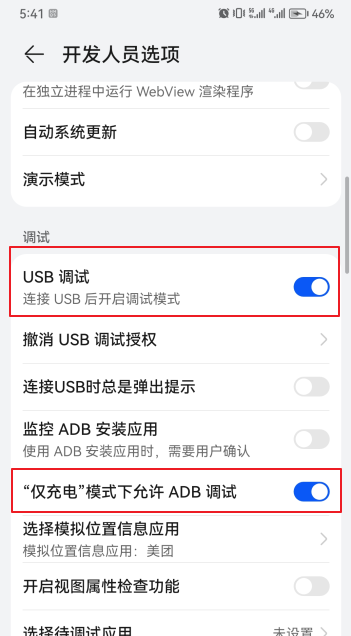 5:41 46%
开发人员选项
在独立进程中运行 WebView 渲染程序
自动系统更新
演示模式
调试
USB 调试
连接 USB 后开启调试模式
撤消 USB 调试授权
连接USB时总是弹出提示
监控 ADB 安装应用
使用 ADB 安装应用时，需要用户确认
“仅充电”模式下允许 ADB 调试
选择模拟位置信息应用
模拟位置信息应用：美团
开启视图属性检查功能
选择待调试应用 未设置